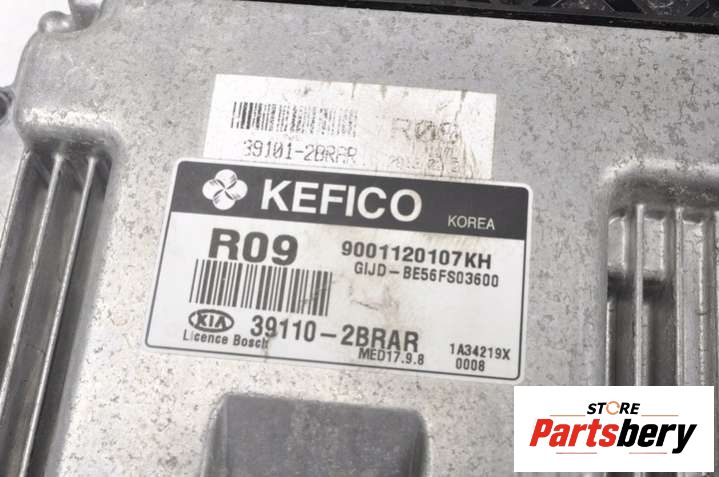 R09
39101-2BRAR
KEFICO
KOREA
R09
9001120107KH
GIJD-BE56FS03600
KIA
39110-2BRAR
Licence Bosch
MED17.9.8
1A34219X
0008
STORE
Partsbery